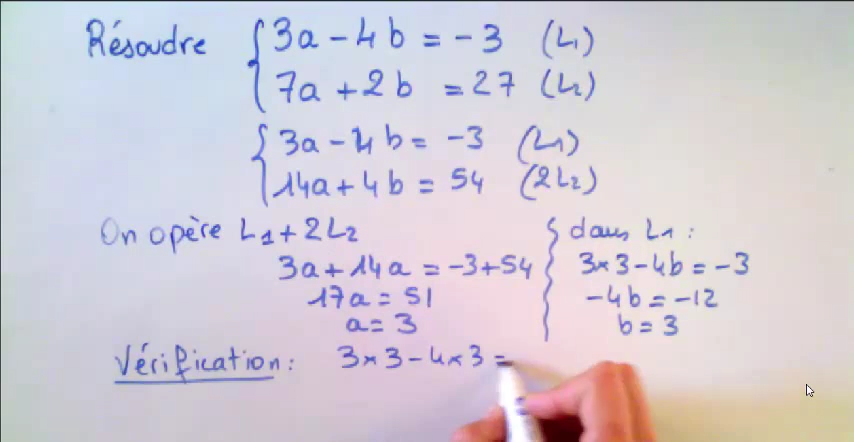 Résoudre
3a - 4b = -3 (L1)
7a + 2b = 27 (L2)
3a - 4b = -3 (L1)
14a + 4b = 54 (2L2)
On opère L1 + 2L2
3a + 14a = -3 + 54
17a = 51
a = 3
dans L1 :
3 × 3 - 4b = -3
-4b = -12
b = 3
Vérification : 3 × 3 - 4 × 3 =